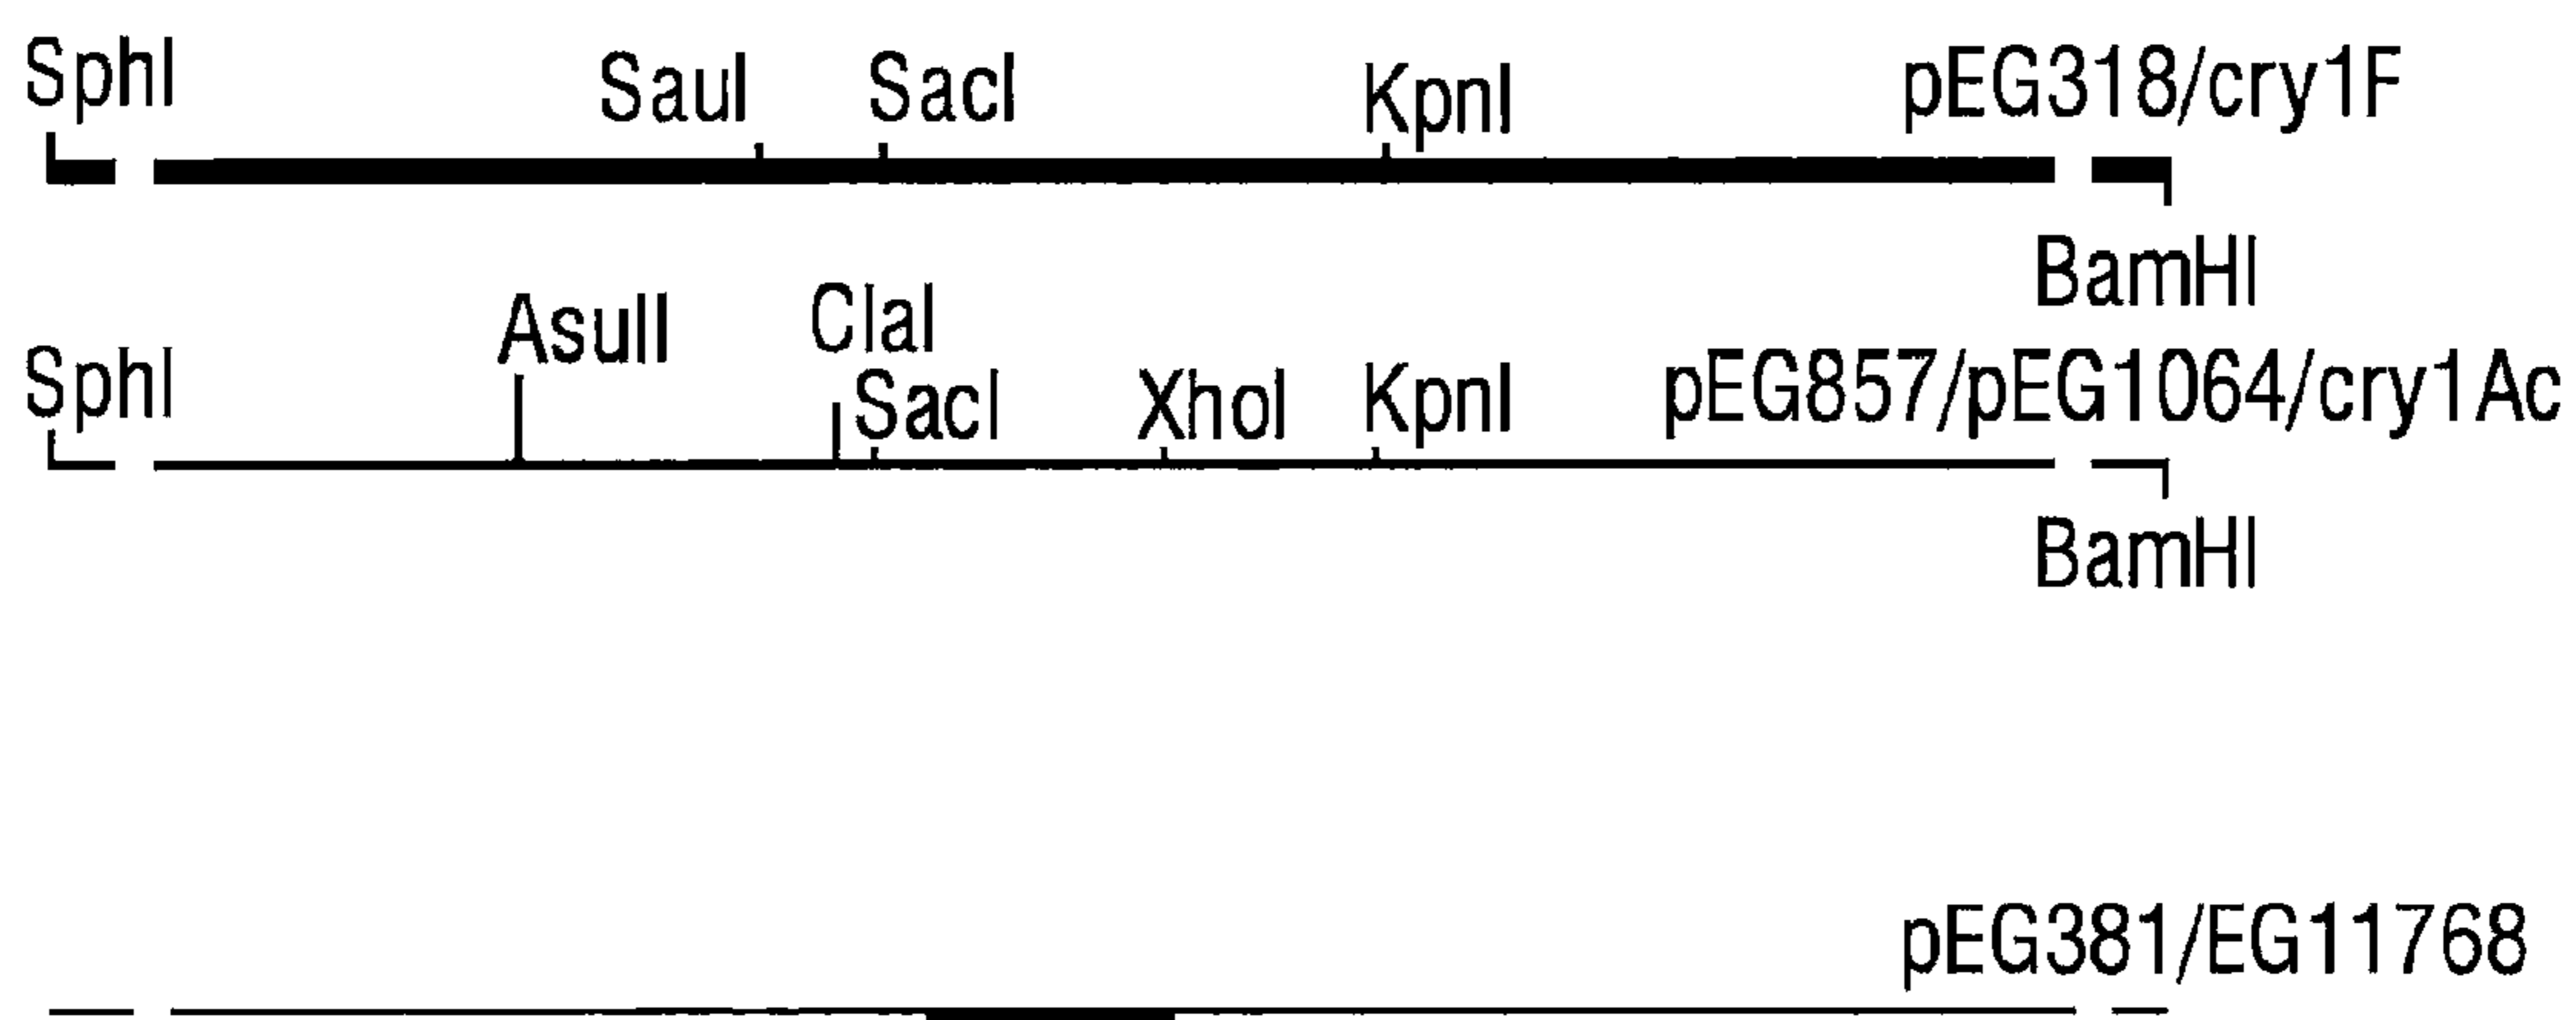 SphI SauI SacI KpnI pEG318/cry1F
BamHI
AsuII ClaI
SphI SacI XhoI KpnI pEG857/pEG1064/cry1Ac
BamHI
pEG381/EG11768